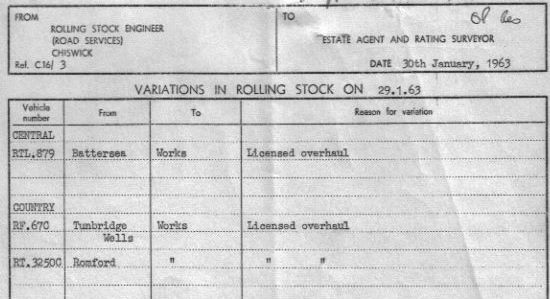 FROM
ROLLING STOCK ENGINEER
(ROAD SERVICES)
CHISWICK
Ref. C16/ 3
TO
ESTATE AGENT AND RATING SURVEYOR
DATE 30th January, 1963
VARIATIONS IN ROLLING STOCK ON 29.1.63
Vehicle number From To Reason for variation
CENTRAL
RTL.879 Battersea Works Licensed overhaul
COUNTRY
RF.67C Tunbridge Wells Works Licensed overhaul
RT.3250C Romford " " "